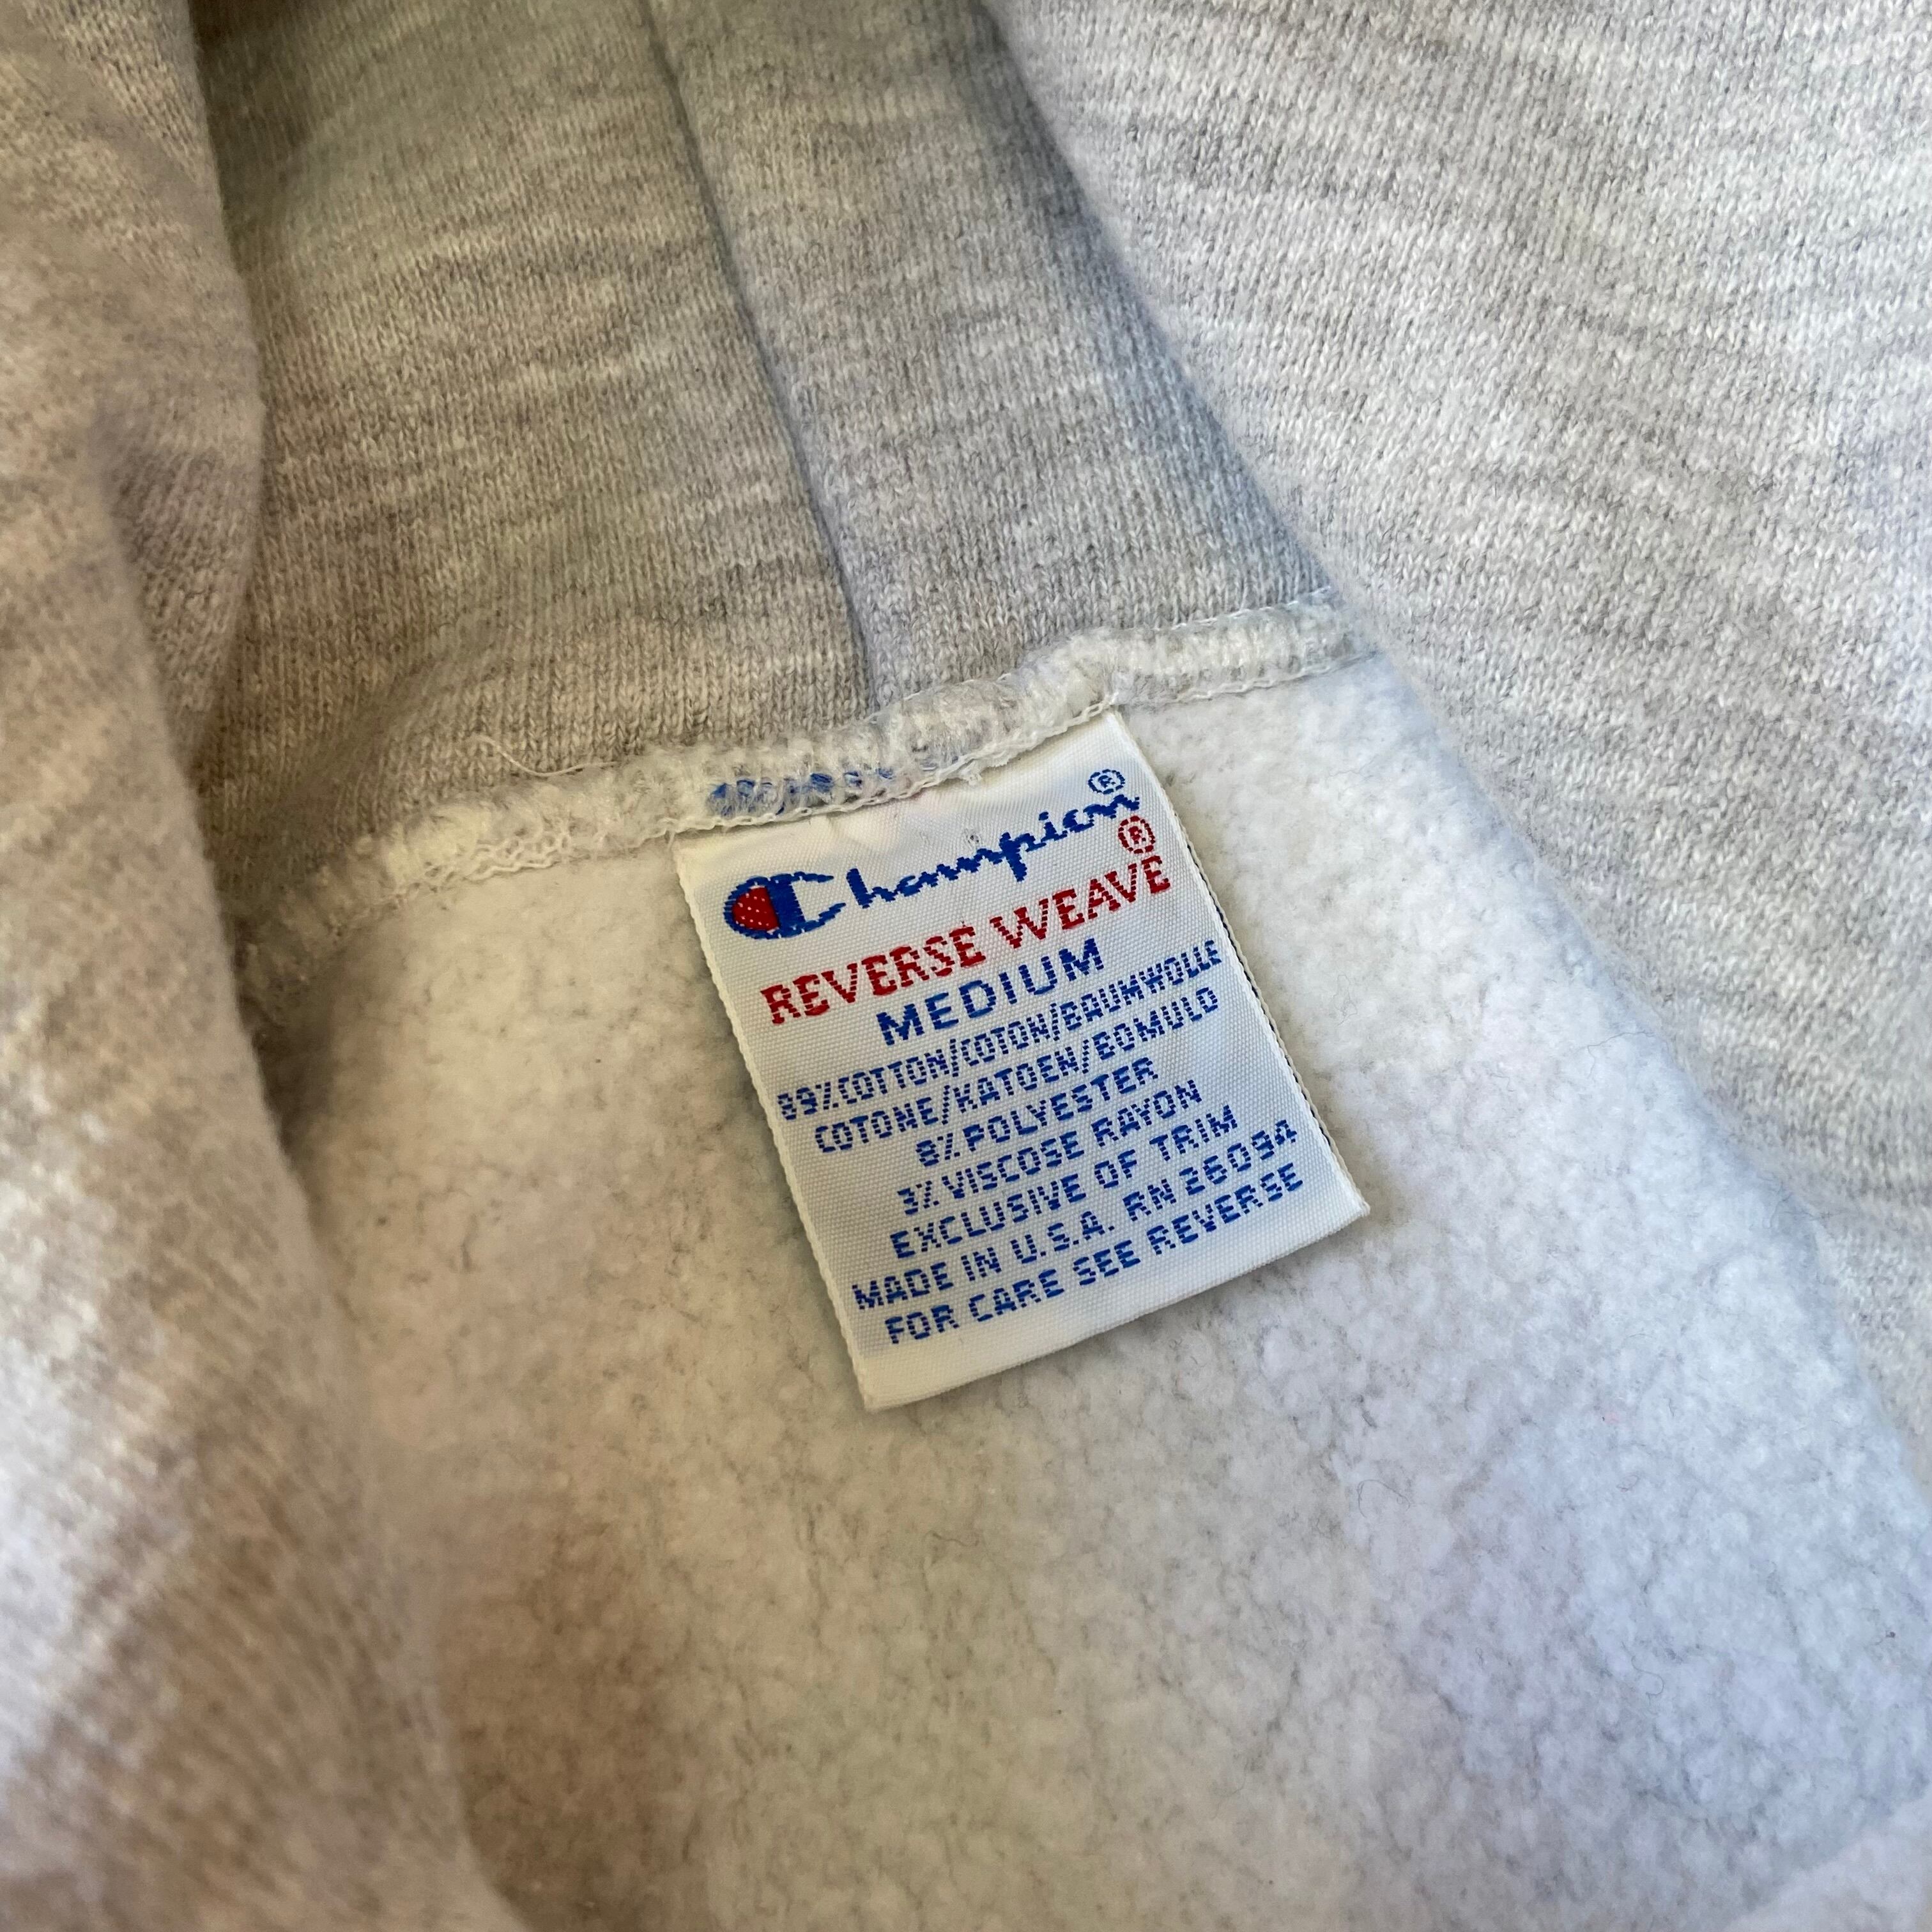 Champion®
REVERSE WEAVE®
MEDIUM
89% COTTON/COTON/BAUMWOLLE
COTONE/KATOEN/BOMULD
8% POLYESTER
3% VISCOSE RAYON
EXCLUSIVE OF TRIM
MADE IN U.S.A. RN 26094
FOR CARE SEE REVERSE